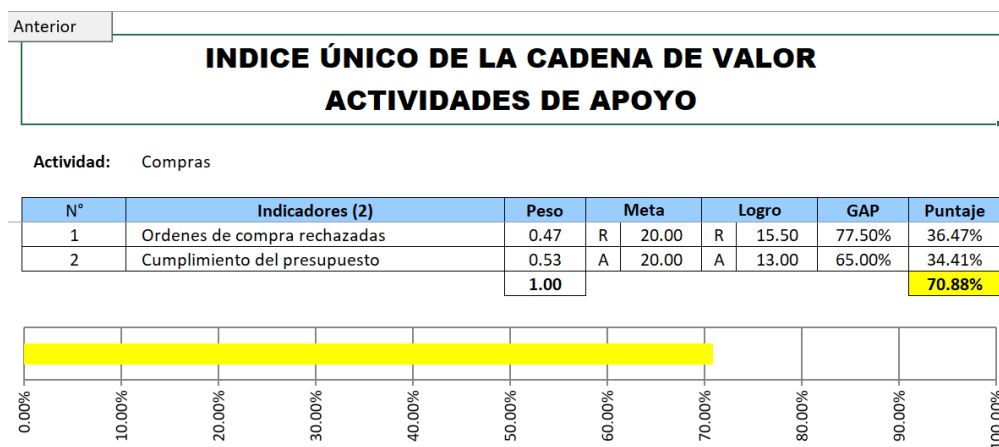 Anterior
INDICE ÚNICO DE LA CADENA DE VALOR
ACTIVIDADES DE APOYO
Actividad: Compras
N° Indicadores (2) Peso Meta Logro GAP Puntaje
1 Ordenes de compra rechazadas 0.47 R 20.00 R 15.50 77.50% 36.47%
2 Cumplimiento del presupuesto 0.53 A 20.00 A 13.00 65.00% 34.41%
1.00 70.88%
0.00% 10.00% 20.00% 30.00% 40.00% 50.00% 60.00% 70.00% 80.00% 90.00% 100.00%